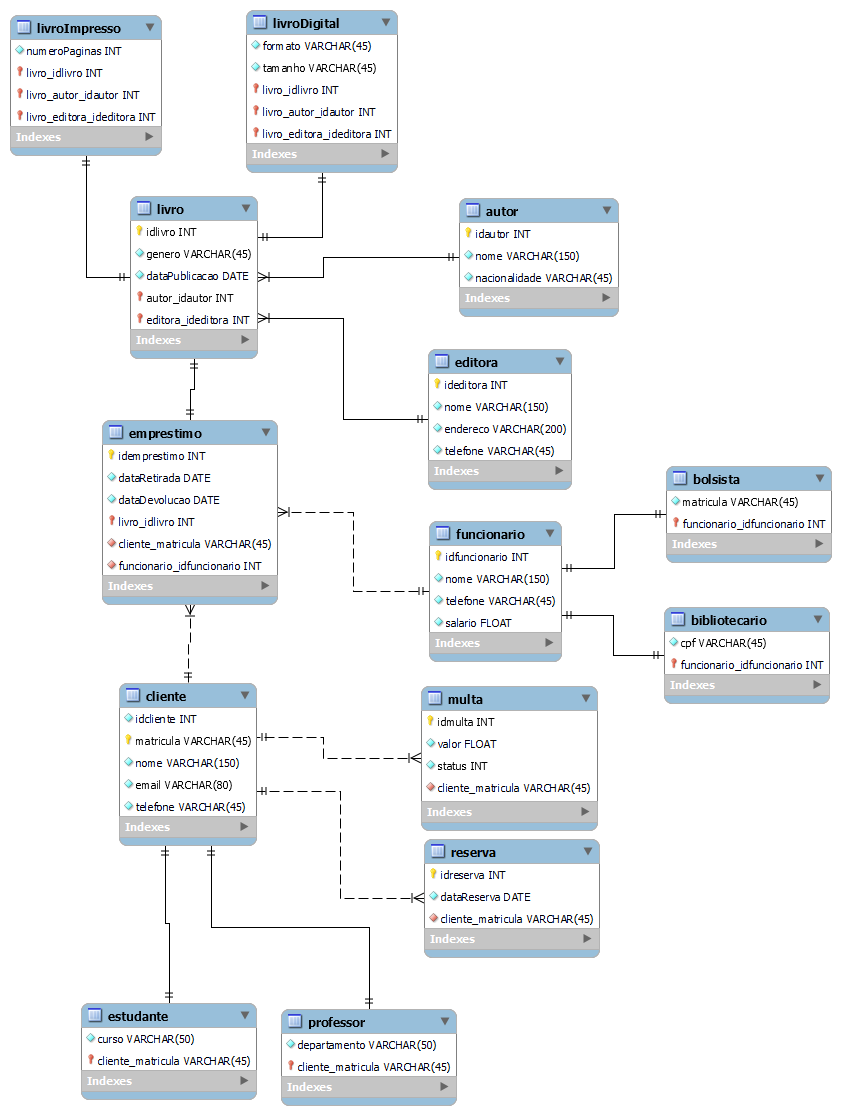 livroImpresso
numeroPaginas INT
livro_idlivro INT
livro_autor_idautor INT
livro_editora_ideditora INT
Indexes
livroDigital
formato VARCHAR(45)
tamanho VARCHAR(45)
livro_idlivro INT
livro_autor_idautor INT
livro_editora_ideditora INT
Indexes
livro
idlivro INT
genero VARCHAR(45)
dataPublicacao DATE
autor_idautor INT
editora_ideditora INT
Indexes
autor
idautor INT
nome VARCHAR(150)
nacionalidade VARCHAR(45)
Indexes
editora
ideditora INT
nome VARCHAR(150)
endereco VARCHAR(200)
telefone VARCHAR(45)
Indexes
emprestimo
idemprestimo INT
dataRetirada DATE
dataDevolucao DATE
livro_idlivro INT
cliente_matricula VARCHAR(45)
funcionario_idfuncionario INT
Indexes
funcionario
idfuncionario INT
nome VARCHAR(150)
telefone VARCHAR(45)
salario FLOAT
Indexes
bolsista
matricula VARCHAR(45)
funcionario_idfuncionario INT
Indexes
bibliotecario
cpf VARCHAR(45)
funcionario_idfuncionario INT
Indexes
cliente
idcliente INT
matricula VARCHAR(45)
nome VARCHAR(150)
email VARCHAR(80)
telefone VARCHAR(45)
Indexes
multa
idmulta INT
valor FLOAT
status INT
cliente_matricula VARCHAR(45)
Indexes
reserva
idreserva INT
dataReserva DATE
cliente_matricula VARCHAR(45)
Indexes
estudante
curso VARCHAR(50)
cliente_matricula VARCHAR(45)
Indexes
professor
departamento VARCHAR(50)
cliente_matricula VARCHAR(45)
Indexes